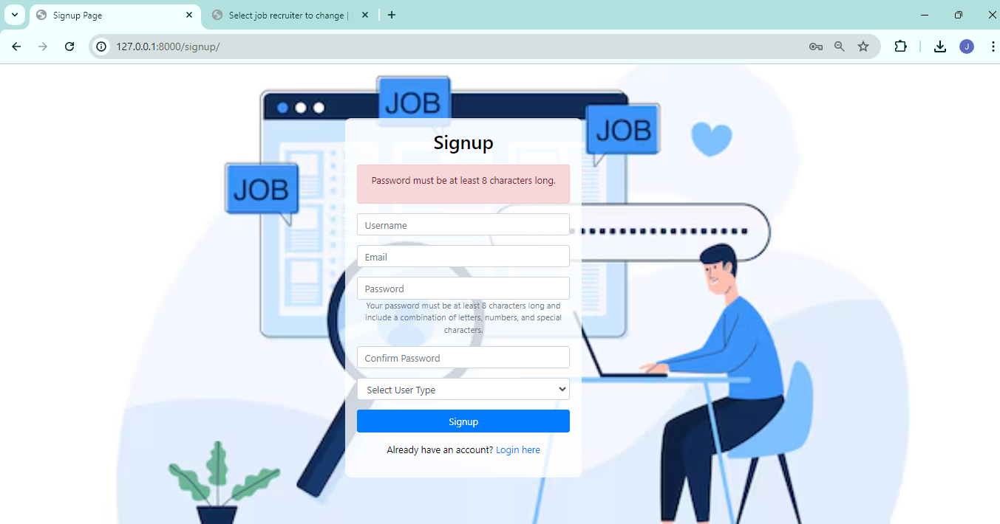 Signup Page
Select job recruiter to change |
127.0.0.1:8000/signup/
J
JOB
JOB
JOB
Signup
Password must be at least 8 characters long.
Username
Email
Password
Your password must be at least 8 characters long and
include a combination of letters, numbers, and special
characters.
Confirm Password
Select User Type
Signup
Already have an account? Login here